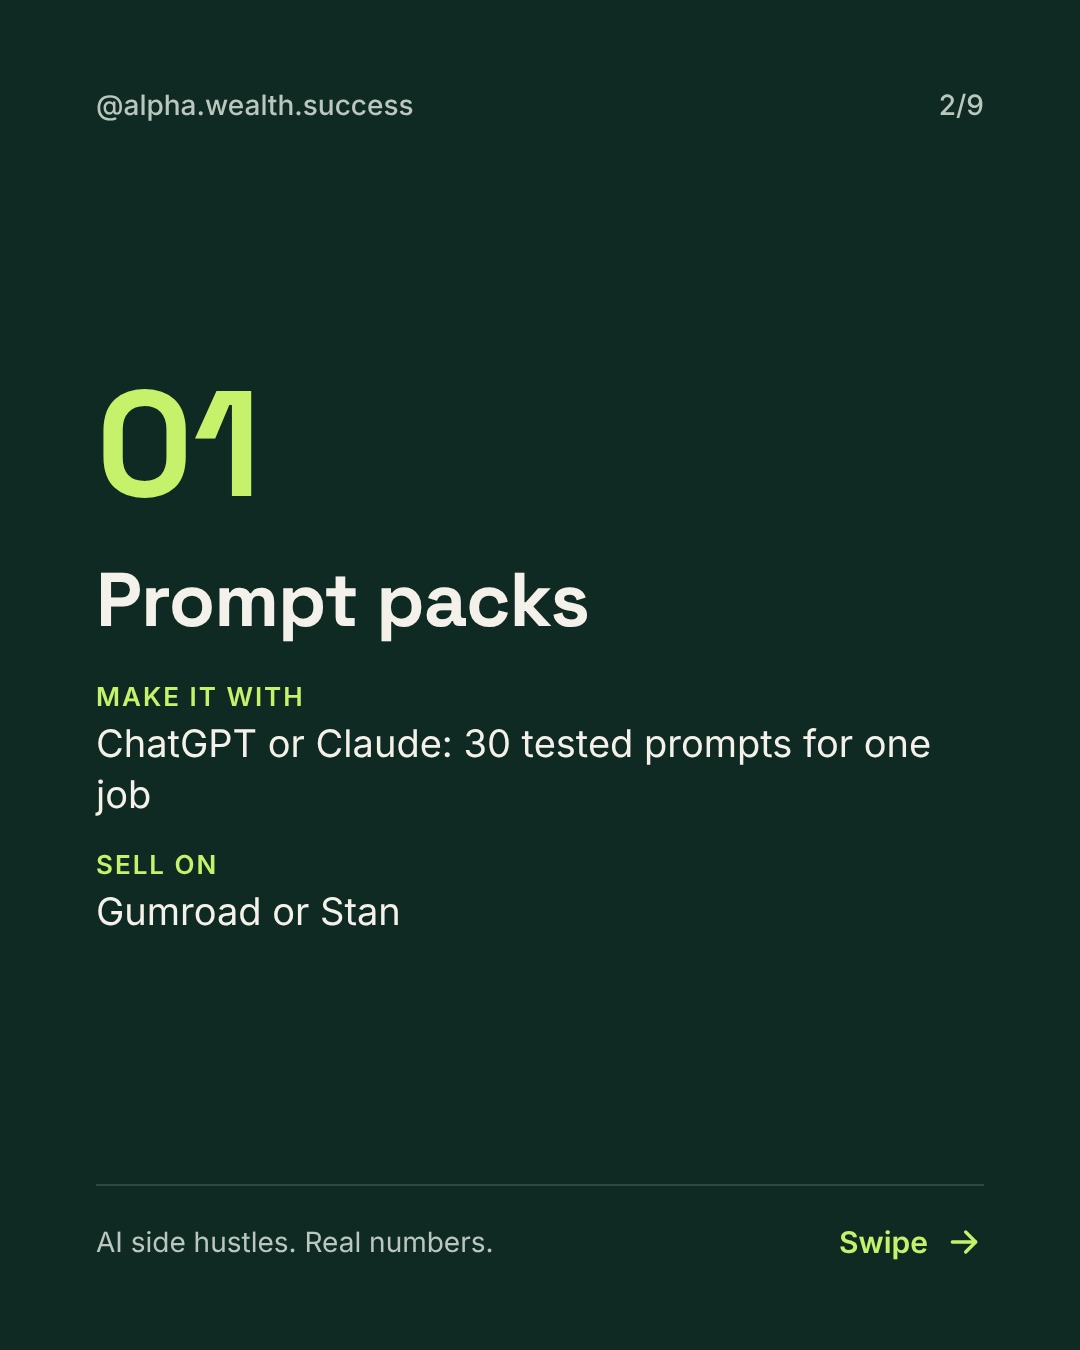 @alpha.wealth.success
2/9
01
Prompt packs
MAKE IT WITH
ChatGPT or Claude: 30 tested prompts for one
job
SELL ON
Gumroad or Stan
AI side hustles. Real numbers.
Swipe →